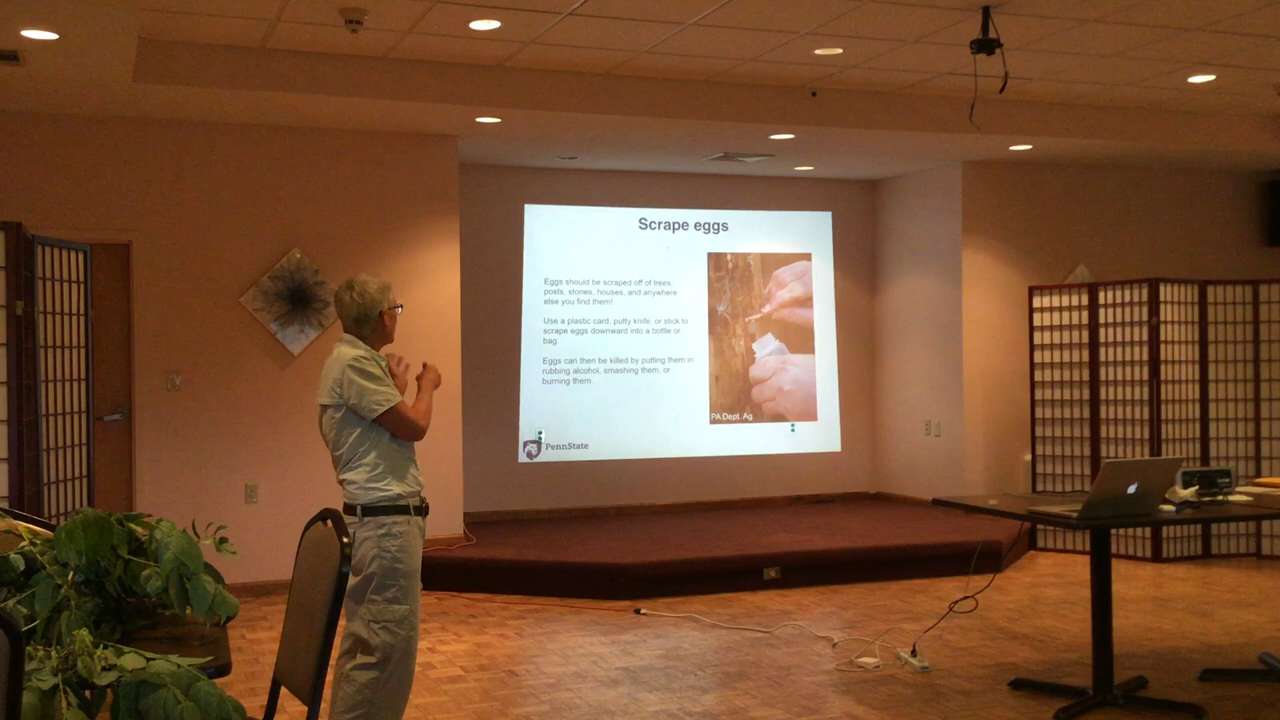 Scrape eggs
Eggs should be scraped off of trees,
posts, stones, houses, and anywhere
else you find them!
Use a plastic card, putty knife, or stick to
scrape eggs downward into a bottle or
bag.
Eggs can then be killed by putting them in
rubbing alcohol, smashing them, or
burning them.
PA Dept. Ag.
PennState